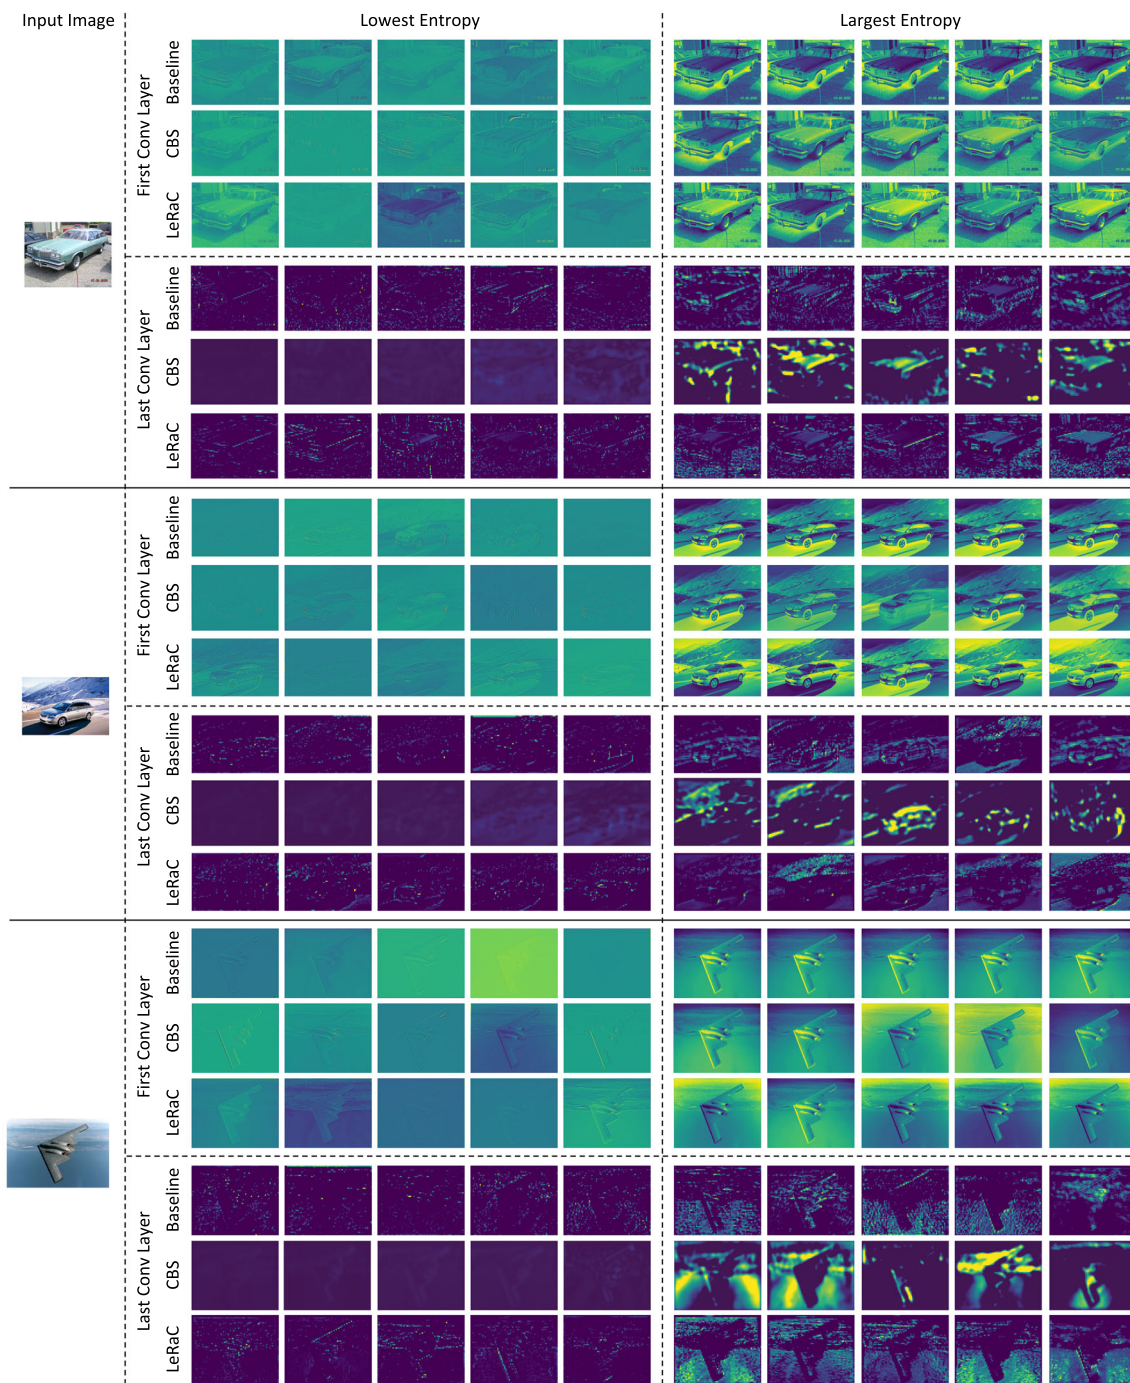 Input Image
Lowest Entropy
Largest Entropy
First Conv Layer
Baseline
CBS
LeRaC
Last Conv Layer
Baseline
CBS
LeRaC
First Conv Layer
Baseline
CBS
LeRaC
Last Conv Layer
Baseline
CBS
LeRaC
First Conv Layer
Baseline
CBS
LeRaC
Last Conv Layer
Baseline
CBS
LeRaC